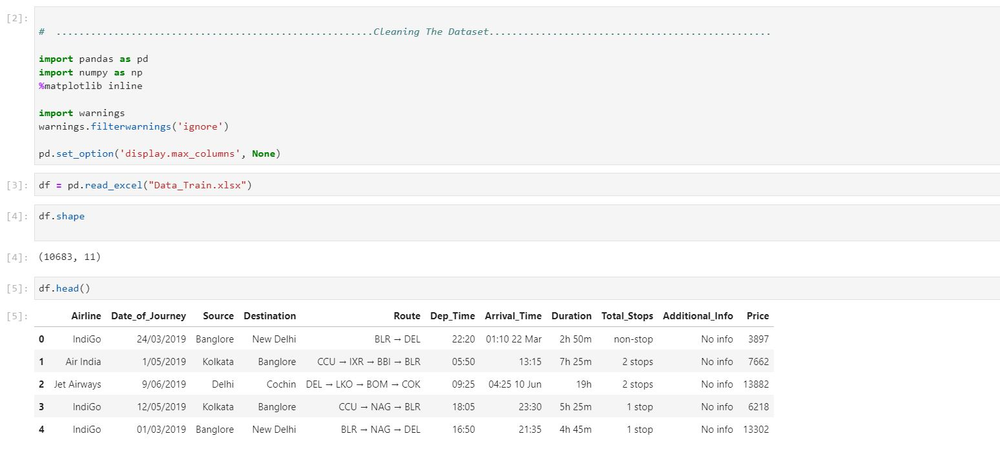 [2]:
# .......................................................Cleaning The Dataset.................................................
import pandas as pd
import numpy as np
%matplotlib inline
import warnings
warnings.filterwarnings('ignore')
pd.set_option('display.max_columns', None)
[3]: df = pd.read_excel("Data_Train.xlsx")
[4]: df.shape
[4]: (10683, 11)
[5]: df.head()
[5]: Airline Date_of_Journey Source Destination Route Dep_Time Arrival_Time Duration Total_Stops Additional_Info Price
0 IndiGo 24/03/2019 Banglore New Delhi BLR → DEL 22:20 01:10 22 Mar 2h 50m non-stop No info 3897
1 Air India 1/05/2019 Kolkata Banglore CCU → IXR → BBI → BLR 05:50 13:15 7h 25m 2 stops No info 7662
2 Jet Airways 9/06/2019 Delhi Cochin DEL → LKO → BOM → COK 09:25 04:25 10 Jun 19h 2 stops No info 13882
3 IndiGo 12/05/2019 Kolkata Banglore CCU → NAG → BLR 18:05 23:30 5h 25m 1 stop No info 6218
4 IndiGo 01/03/2019 Banglore New Delhi BLR → NAG → DEL 16:50 21:35 4h 45m 1 stop No info 13302